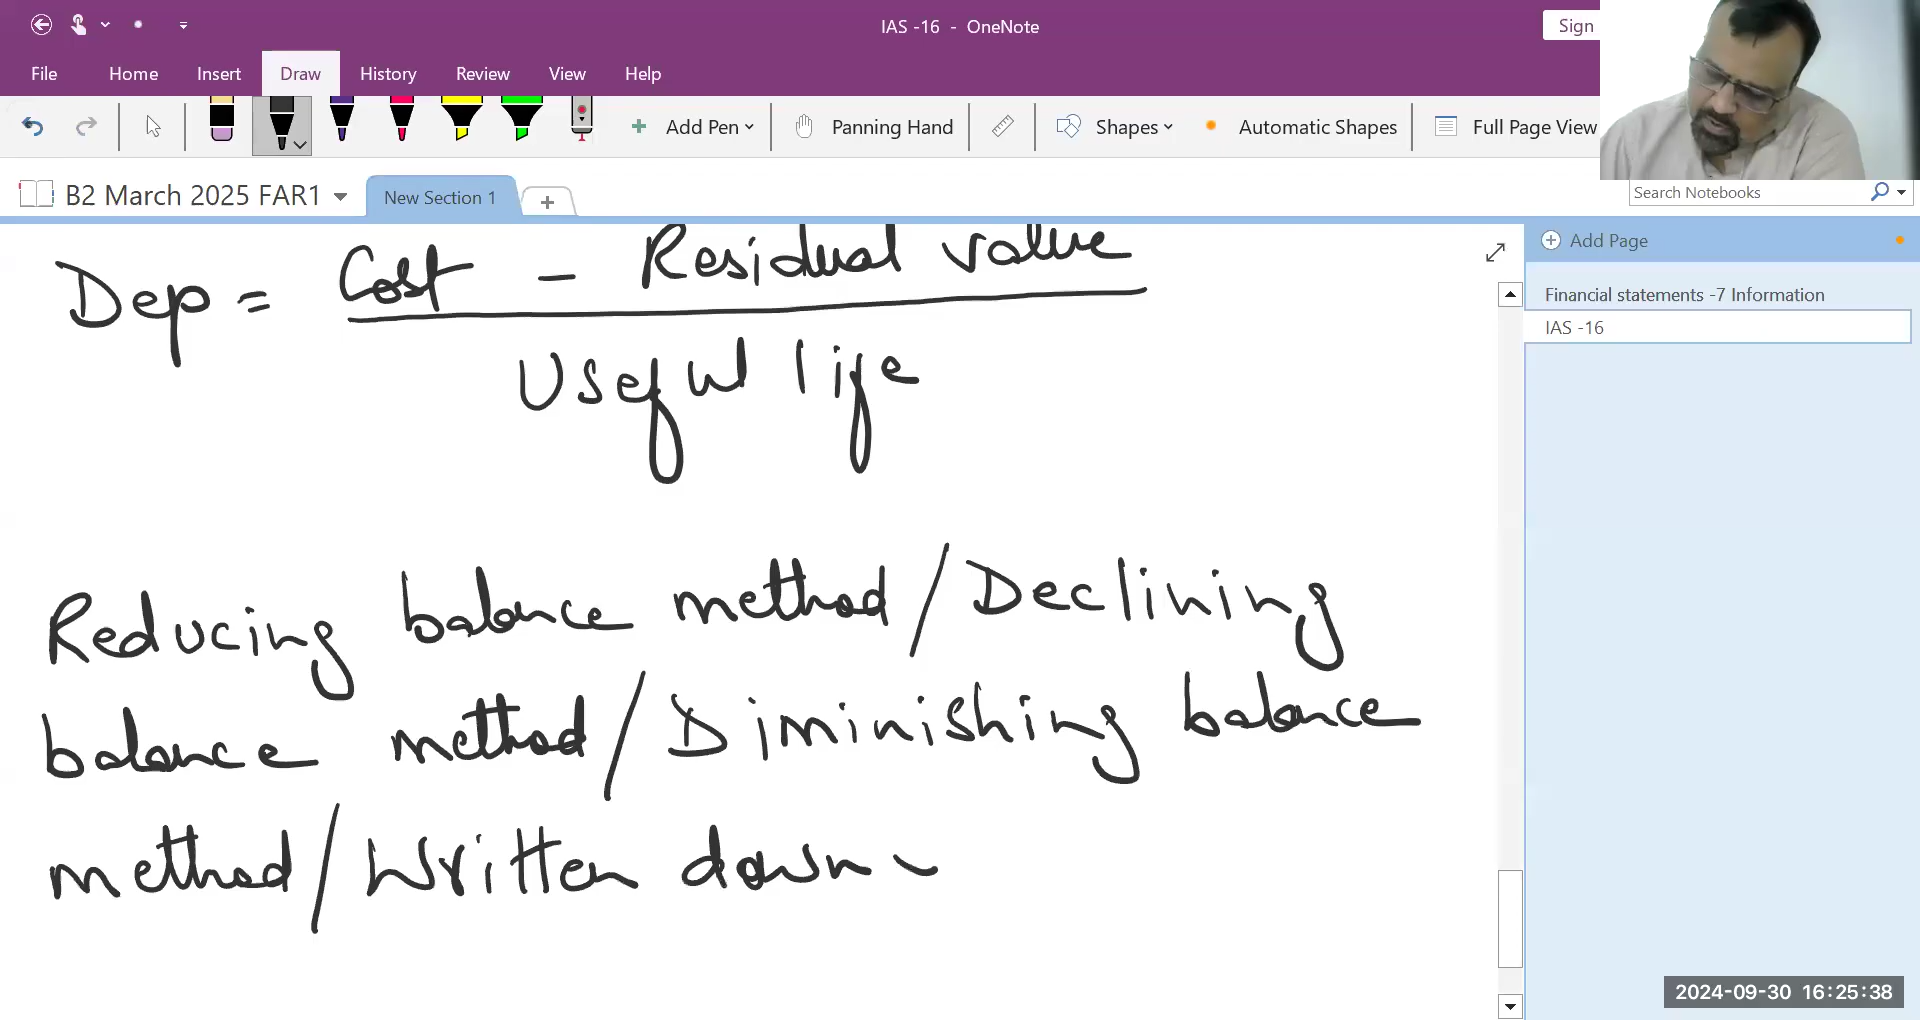 IAS -16 - OneNote
Sign
File Home Insert Draw History Review View Help
Add Pen Panning Hand Shapes Automatic Shapes Full Page View
B2 March 2025 FAR1 New Section 1 Search Notebooks
Add Page
Financial statements -7 Information
IAS -16
Dep = Cost - Residual value
Useful life
Reducing balance method / Declining
balance method / Diminishing balance
method / Written down
2024-09-30 16:25:38